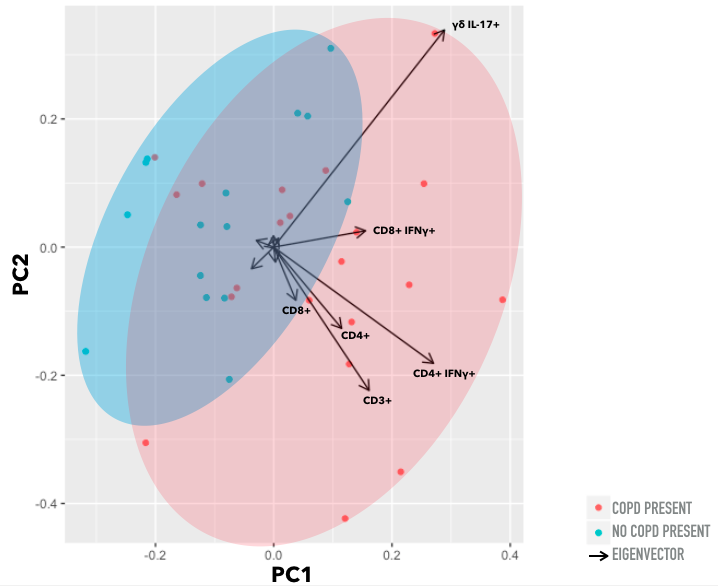 γδ IL-17+
0.2
CD8+ IFNγ+
0.0
PC2
CD8+
CD4+
CD4+ IFNγ+
-0.2
CD3+
-0.4
-0.2
0.0
0.2
0.4
PC1
COPD PRESENT
NO COPD PRESENT
EIGENVECTOR